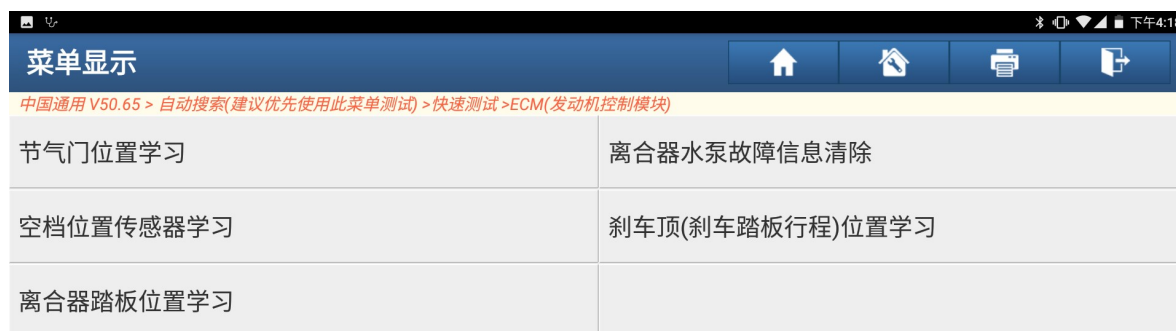 下午4:18
菜单显示
中国通用 V50.65 > 自动搜索(建议优先使用此菜单测试) >快速测试 >ECM(发动机控制模块)
节气门位置学习
离合器水泵故障信息清除
空档位置传感器学习
刹车顶(刹车踏板行程)位置学习
离合器踏板位置学习